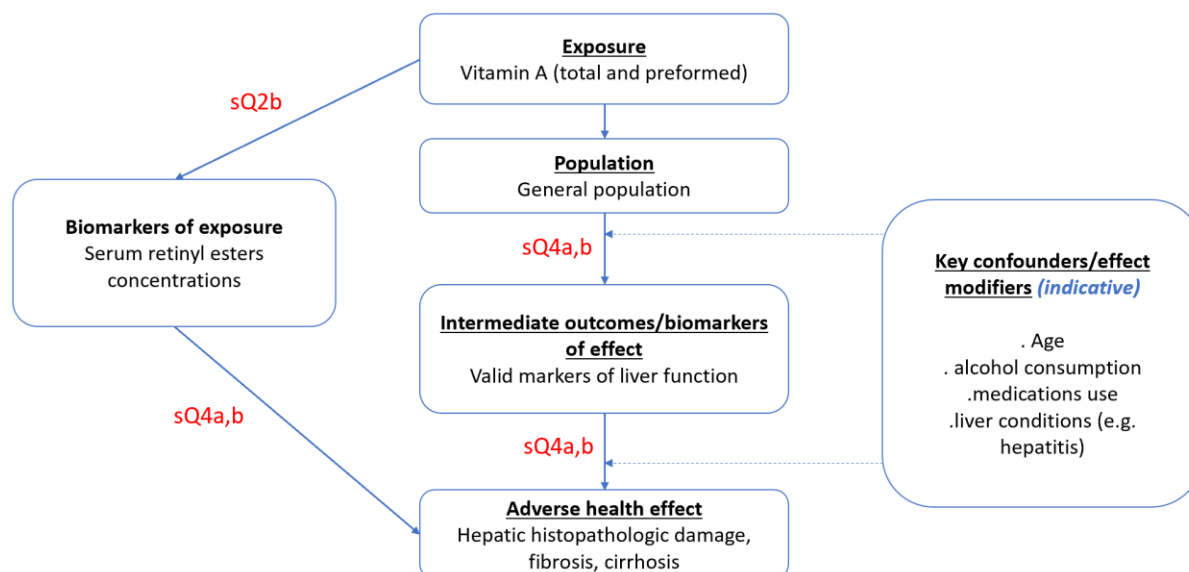 Exposure
Vitamin A (total and preformed)
sQ2b
Population
General population
Biomarkers of exposure
Serum retinyl esters
concentrations
sQ4a,b
Key confounders/effect
modifiers (indicative)
. Age
. alcohol consumption
.medications use
.liver conditions (e.g.
hepatitis)
Intermediate outcomes/biomarkers
of effect
Valid markers of liver function
sQ4a,b
sQ4a,b
Adverse health effect
Hepatic histopathologic damage,
fibrosis, cirrhosis